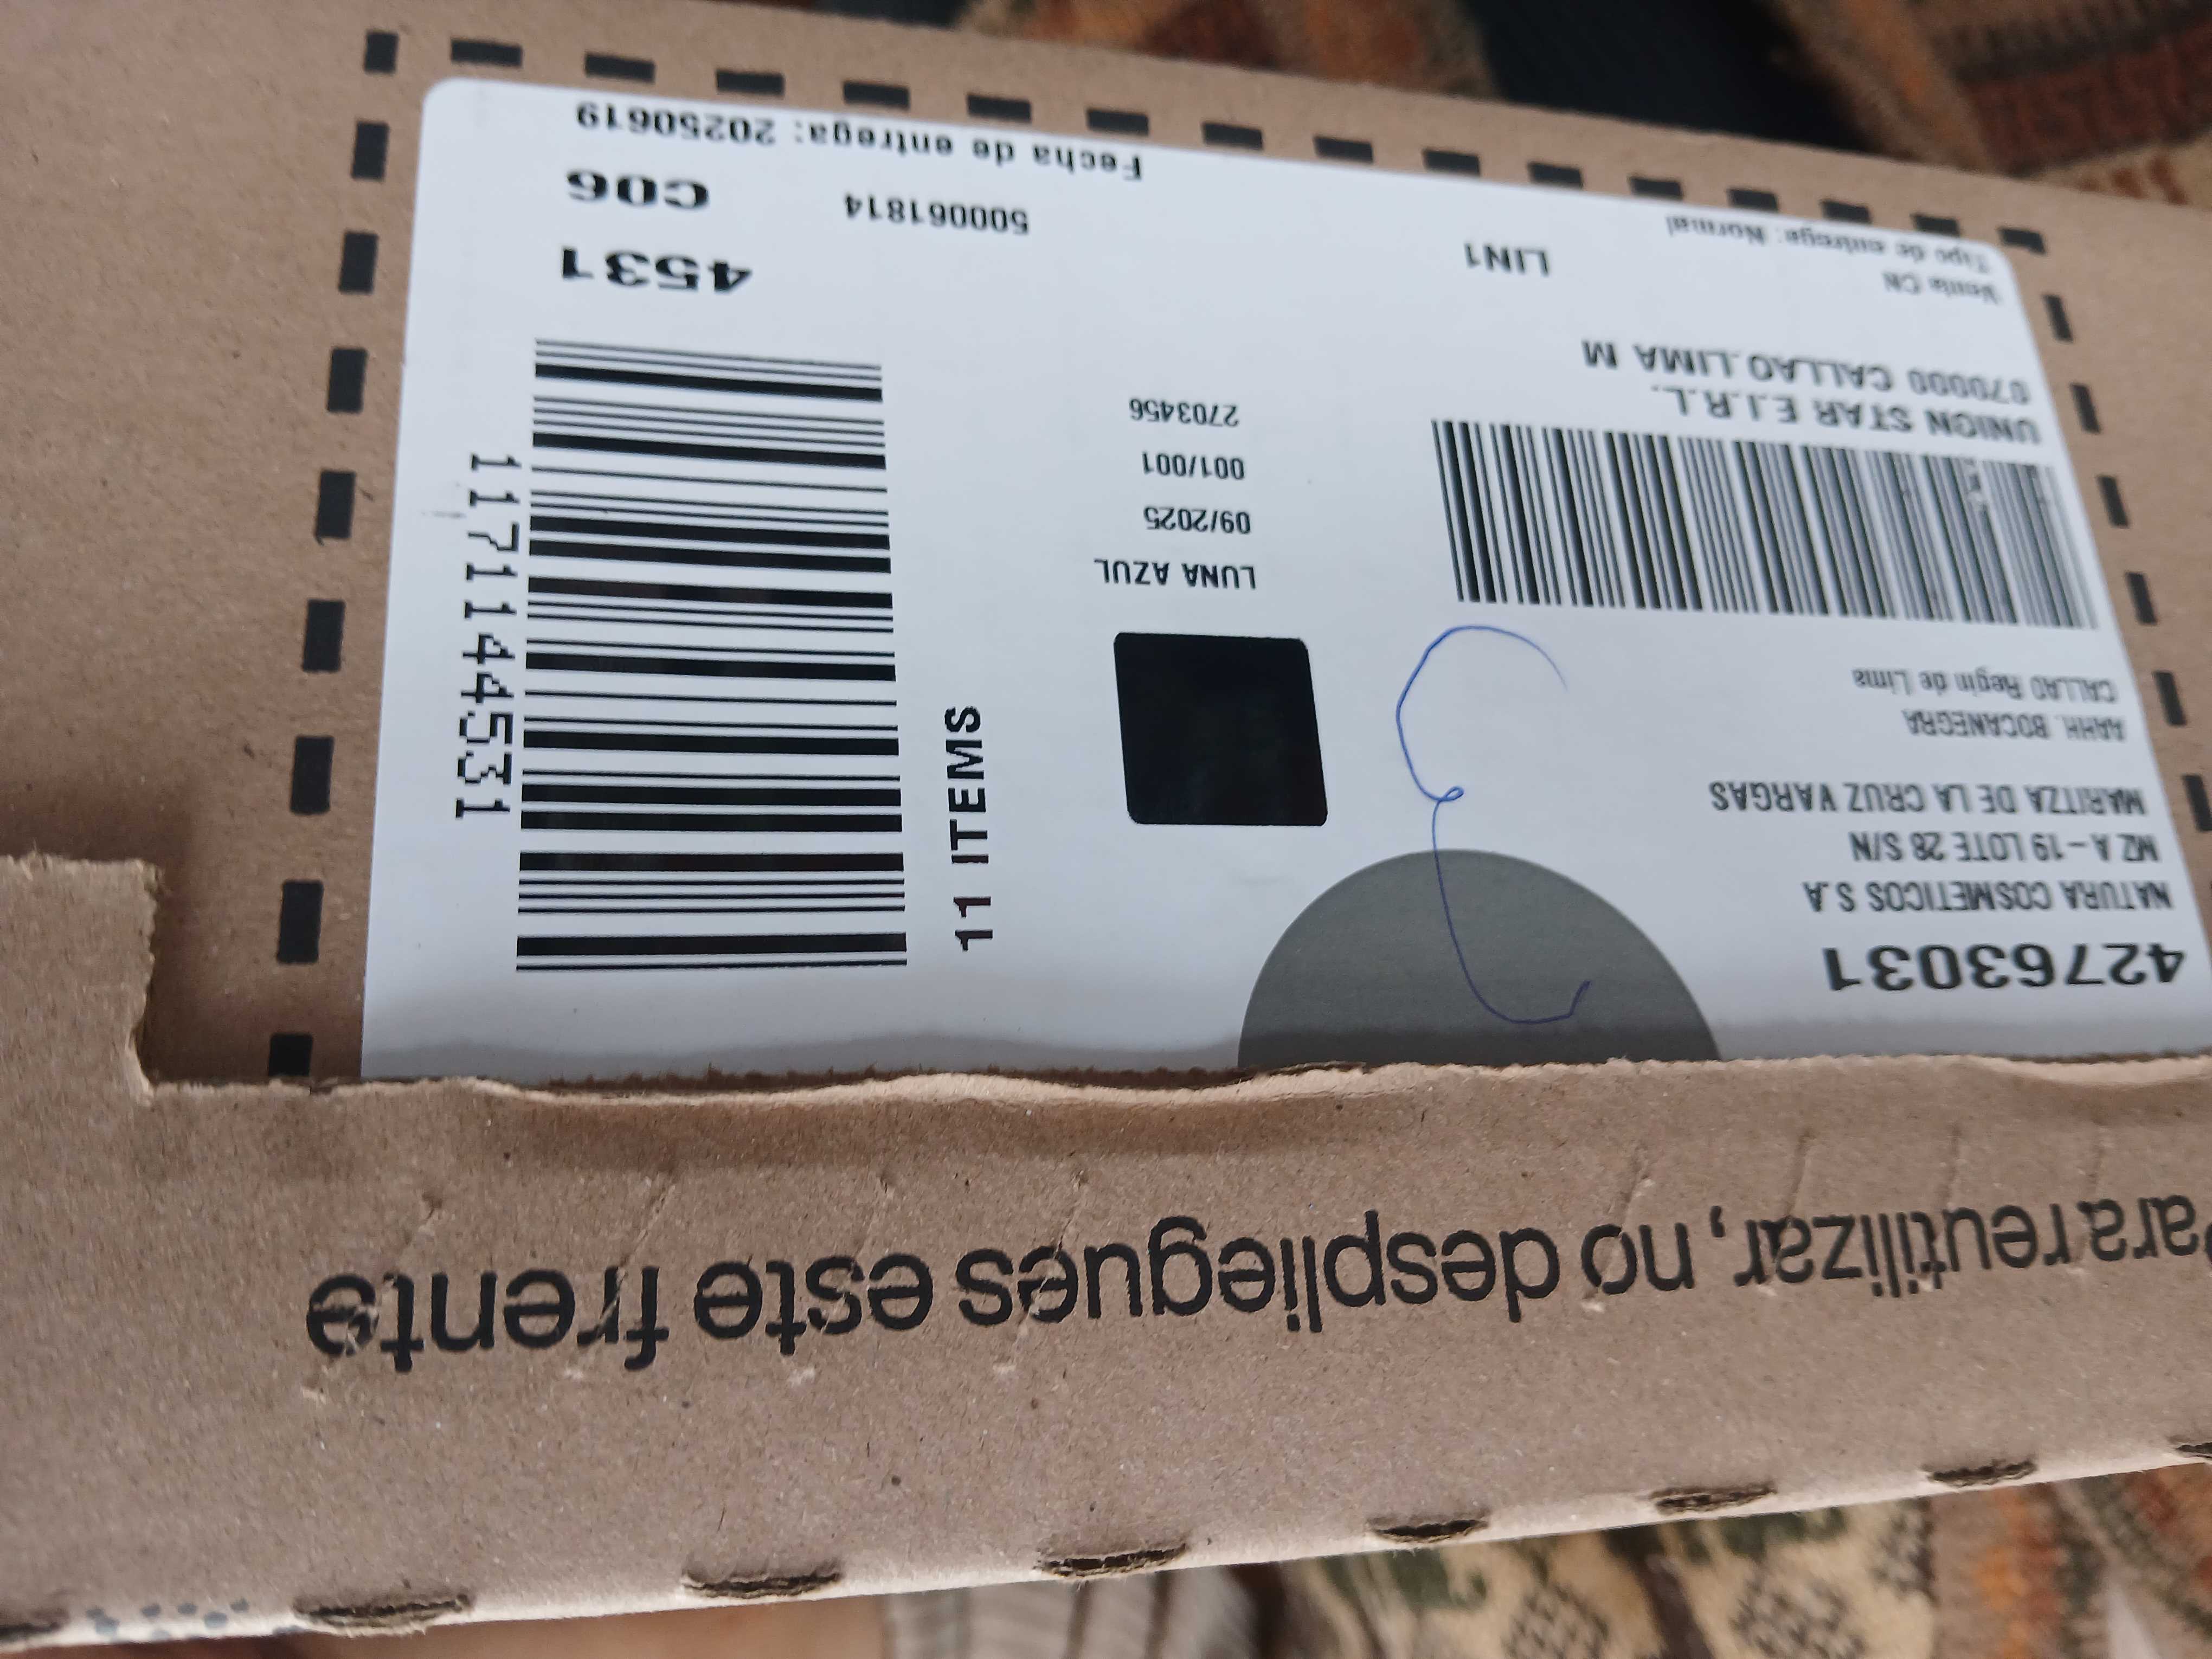 42763031
NATURA COSMETICOS S.A
MZ A-19 LOTE 28 S/N
MARITZA DE LA CRUZ VARGAS
AAHH. BOCANEGRA
CALLAO Regin de Lima
UNION STAR E.I.R.L.
070000 CALLAO.LIMA M
Venta CN
Tipo de entrega: Normal
LUNA AZUL
09/2025
001/001
2703456
LIN1
11 ITEMS
1171144531
4531
C06
500061814
Fecha de entrega: 20250619
Para reutilizar, no despliegues este frente